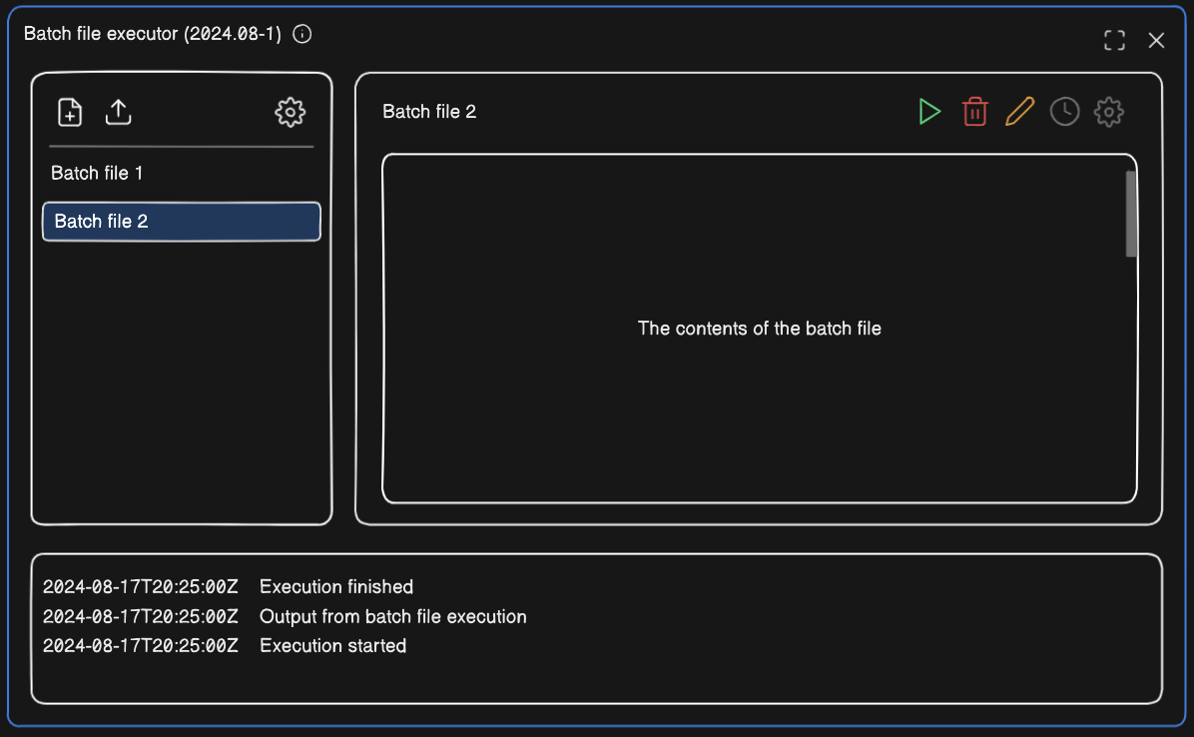 Batch file executor (2024.08-1)
Batch file 1
Batch file 2
Batch file 2
The contents of the batch file
2024-08-17T20:25:00Z Execution finished
2024-08-17T20:25:00Z Output from batch file execution
2024-08-17T20:25:00Z Execution started